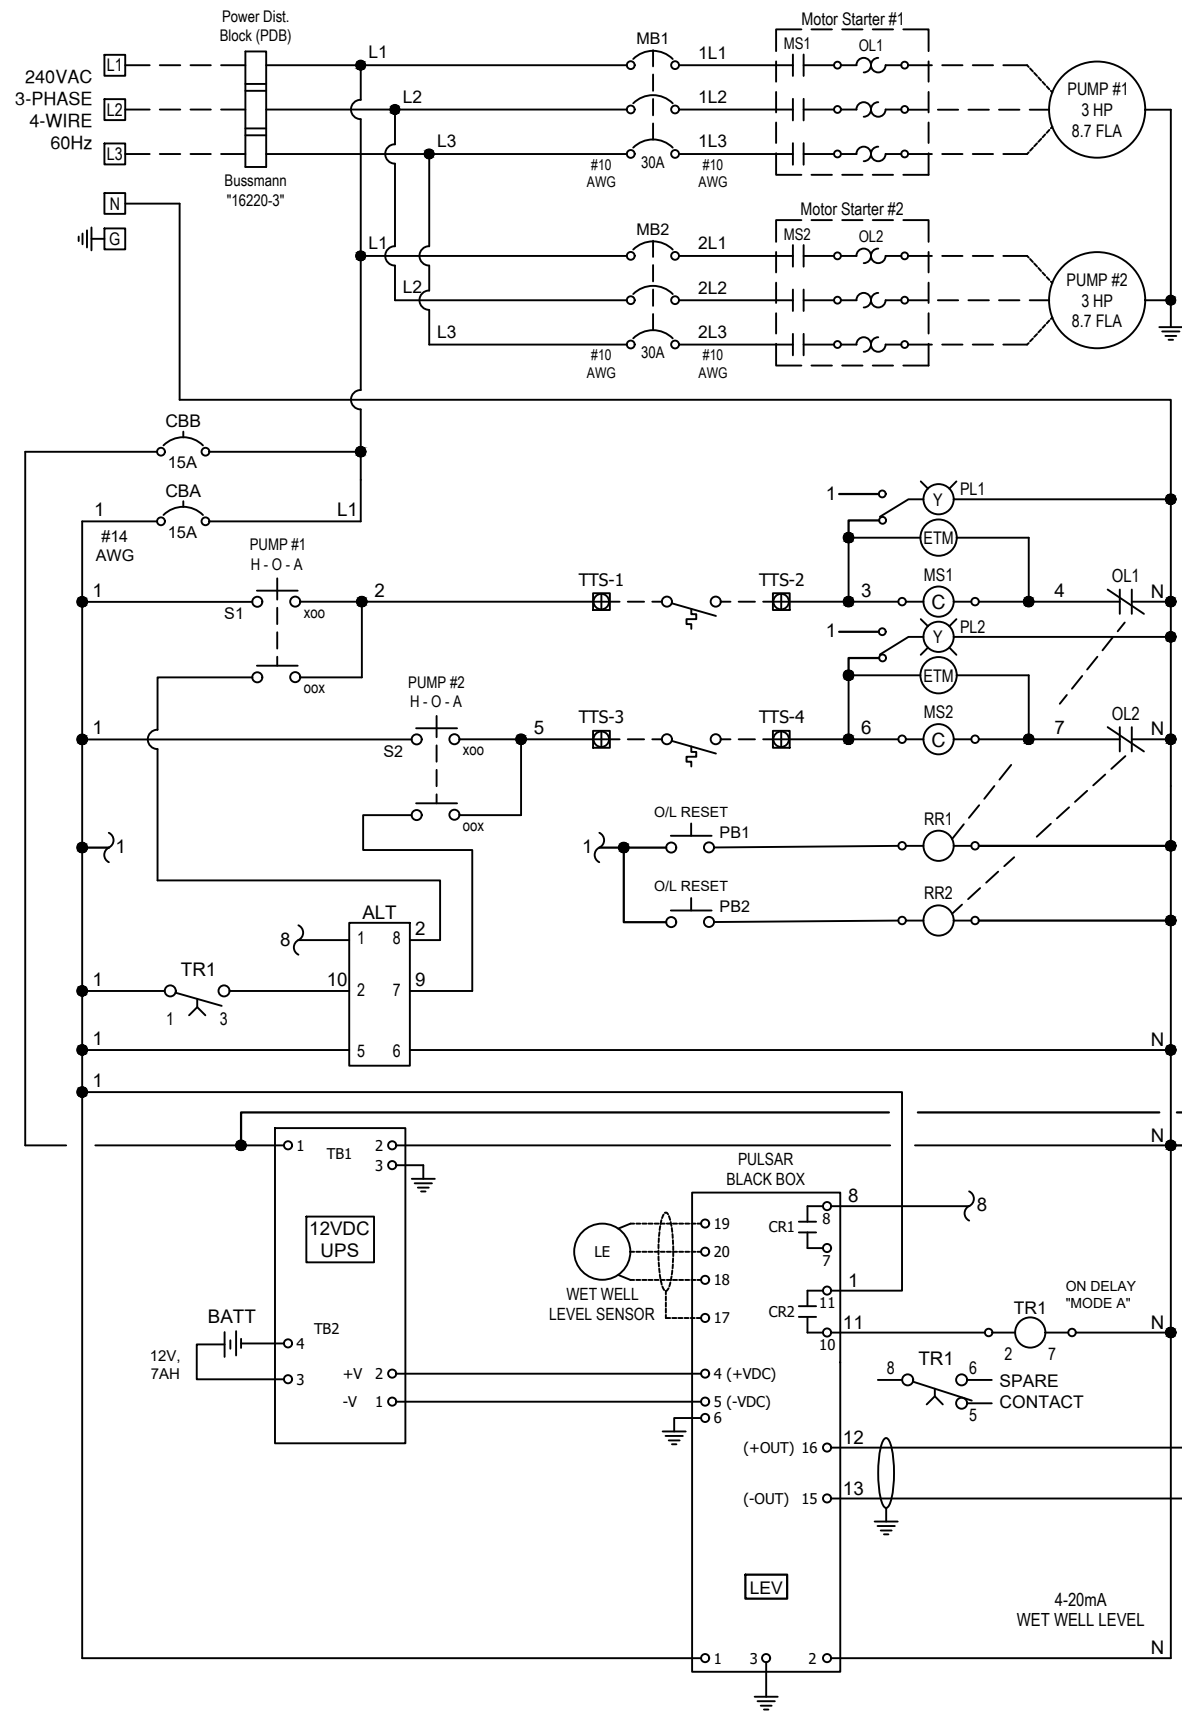 Power Dist.
Block (PDB)
240VAC
3-PHASE
4-WIRE
60Hz
L1
L2
L3
N
G
Bussmann
"16220-3"
L1
L2
L3
MB1
30A
#10
AWG
1L1
1L2
1L3
#10
AWG
Motor Starter #1
MS1
OL1
PUMP #1
3 HP
8.7 FLA
L1
L2
L3
MB2
30A
#10
AWG
2L1
2L2
2L3
#10
AWG
Motor Starter #2
MS2
OL2
PUMP #2
3 HP
8.7 FLA
CBB
15A
CBA
15A
1
L1
#14
AWG
PUMP #1
H - O - A
1
S1
xoo
2
oox
TTS-1
TTS-2
1
Y
PL1
ETM
3
MS1
C
4
OL1
N
PUMP #2
H - O - A
1
S2
xoo
5
oox
TTS-3
TTS-4
1
Y
PL2
ETM
6
MS2
C
7
OL2
N
1
1
O/L RESET
PB1
RR1
O/L RESET
PB2
RR2
ALT
8
1
8
2
1
TR1
1
3
10
2
7
9
1
5
6
N
1
1
TB1
2
3
N
12VDC
UPS
BATT
12V,
7AH
TB2
4
3
+V 2
-V 1
PULSAR
BLACK BOX
LE
WET WELL
LEVEL SENSOR
19
20
18
17
CR1
8
8
7
8
CR2
1
11
11
10
ON DELAY
"MODE A"
TR1
2
7
N
TR1
8
6
SPARE
CONTACT
5
4 (+VDC)
5 (-VDC)
6
(+OUT) 16
12
(-OUT) 15
13
LEV
4-20mA
WET WELL LEVEL
1
3
2
N